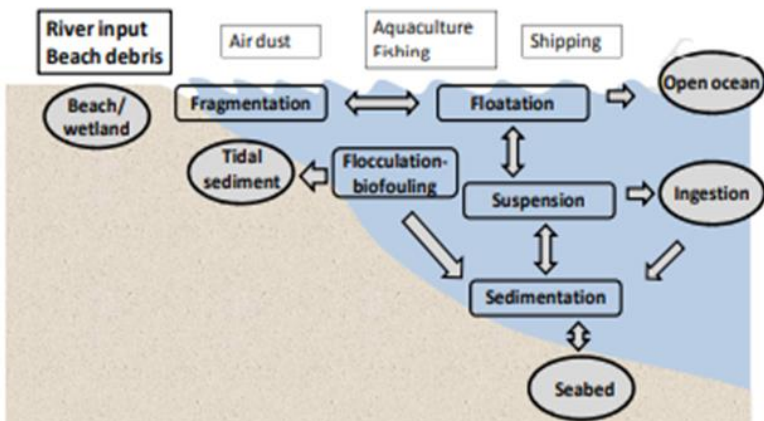 River input
Beach debris
Air dust
Aquaculture
Fishing
Shipping
Beach/
wetland
Fragmentation
Floatation
Open ocean
Tidal
sediment
Flocculation-
biofouling
Suspension
Ingestion
Sedimentation
Seabed